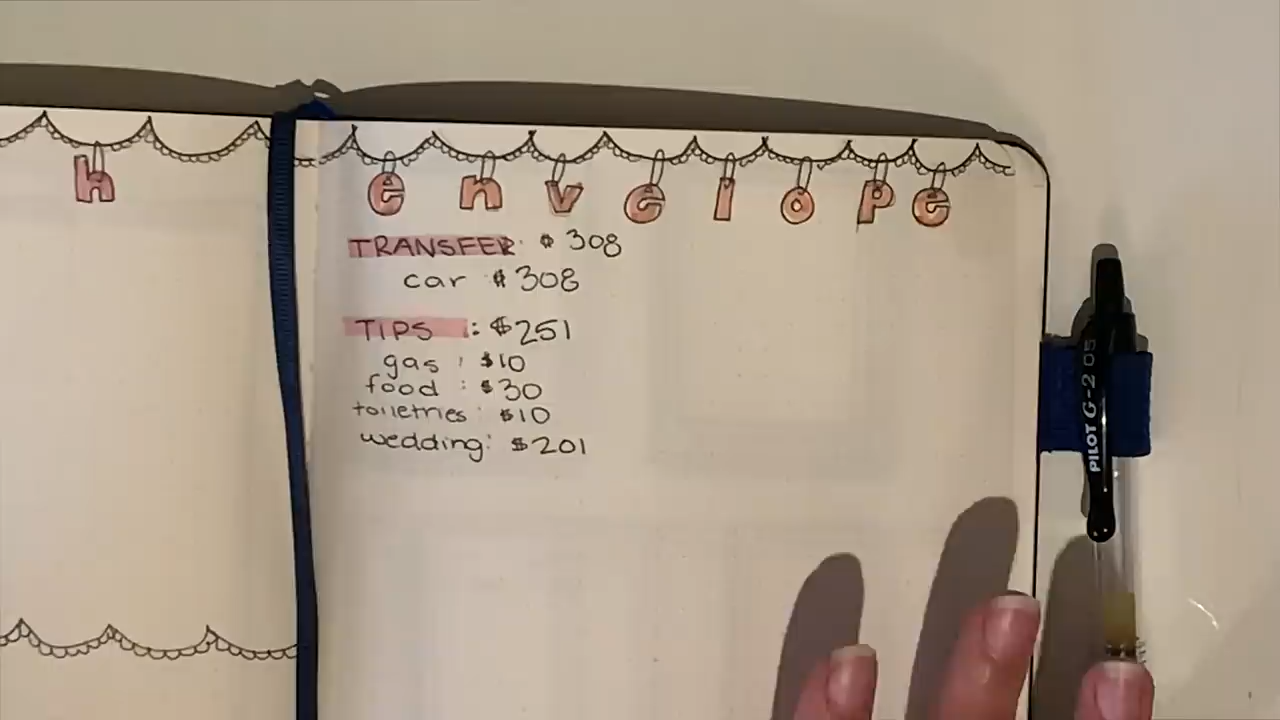 h
envelope
TRANSFER: $308
car $308
TIPS : $251
gas : $10
food : $30
toiletries : $10
wedding: $201
PILOT G-2 05